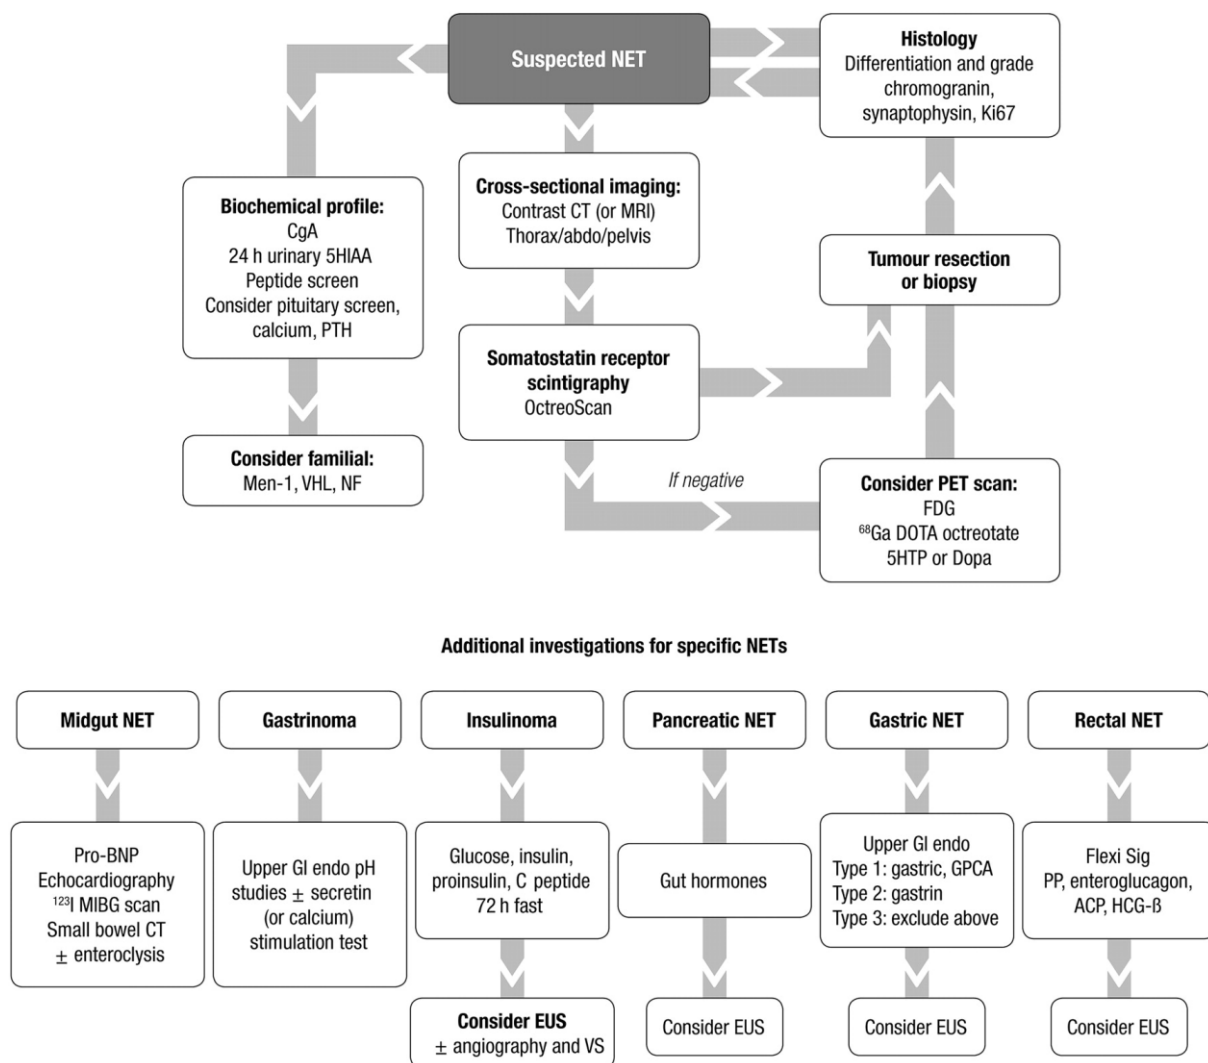 Suspected NET
Histology
Differentiation and grade
chromogranin,
synaptophysin, Ki67
Biochemical profile:
CgA
24 h urinary 5HIAA
Peptide screen
Consider pituitary screen,
calcium, PTH
Cross-sectional imaging:
Contrast CT (or MRI)
Thorax/abdo/pelvis
Tumour resection
or biopsy
Somatostatin receptor
scintigraphy
OctreoScan
Consider familial:
Men-1, VHL, NF
If negative
Consider PET scan:
FDG
⁶⁸Ga DOTA octreotate
5HTP or Dopa
Additional investigations for specific NETs
Midgut NET
Gastrinoma
Insulinoma
Pancreatic NET
Gastric NET
Rectal NET
Pro-BNP
Echocardiography
¹²³I MIBG scan
Small bowel CT
± enteroclysis
Upper GI endo pH
studies ± secretin
(or calcium)
stimulation test
Glucose, insulin,
proinsulin, C peptide
72 h fast
Gut hormones
Upper GI endo
Type 1: gastric, GPCA
Type 2: gastrin
Type 3: exclude above
Flexi Sig
PP, enteroglucagon,
ACP, HCG-ß
Consider EUS
± angiography and VS
Consider EUS
Consider EUS
Consider EUS